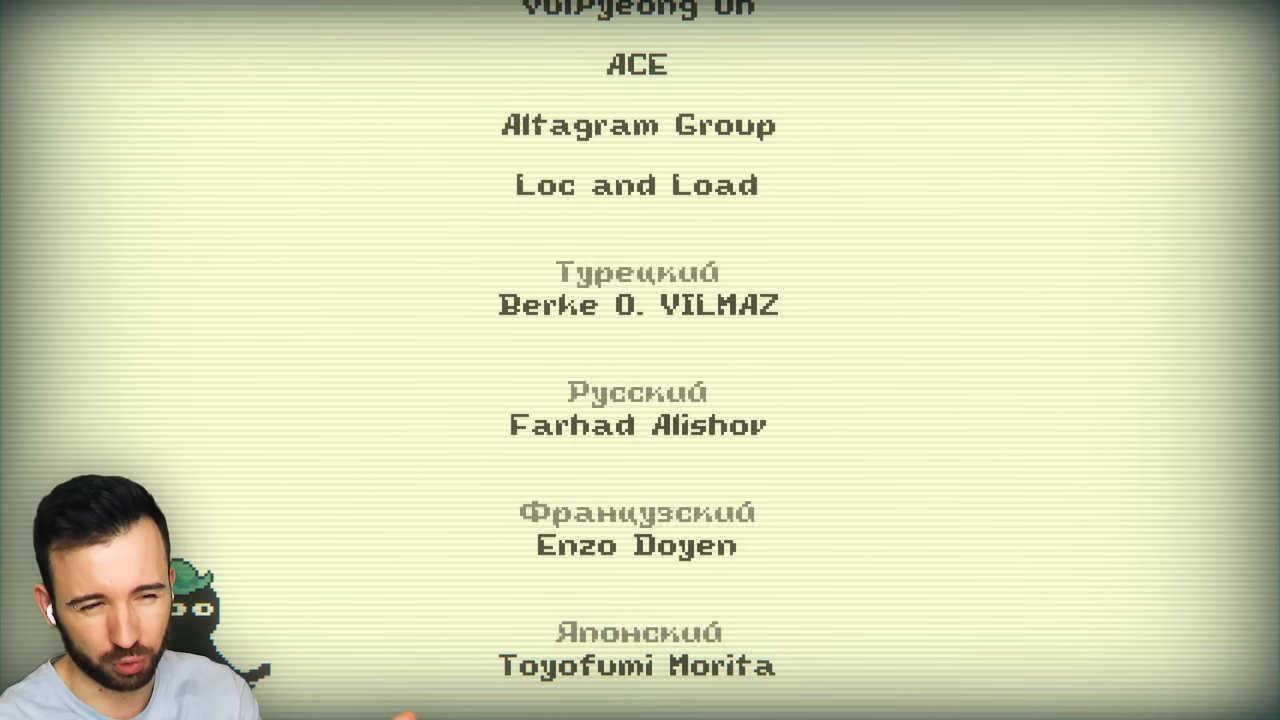 ACE
Altagram Group
Loc and Load
Турецкий
Berke O. YILMAZ
Русский
Farhad Alishov
Французский
Enzo Doyen
Японский
Toyofumi Morita